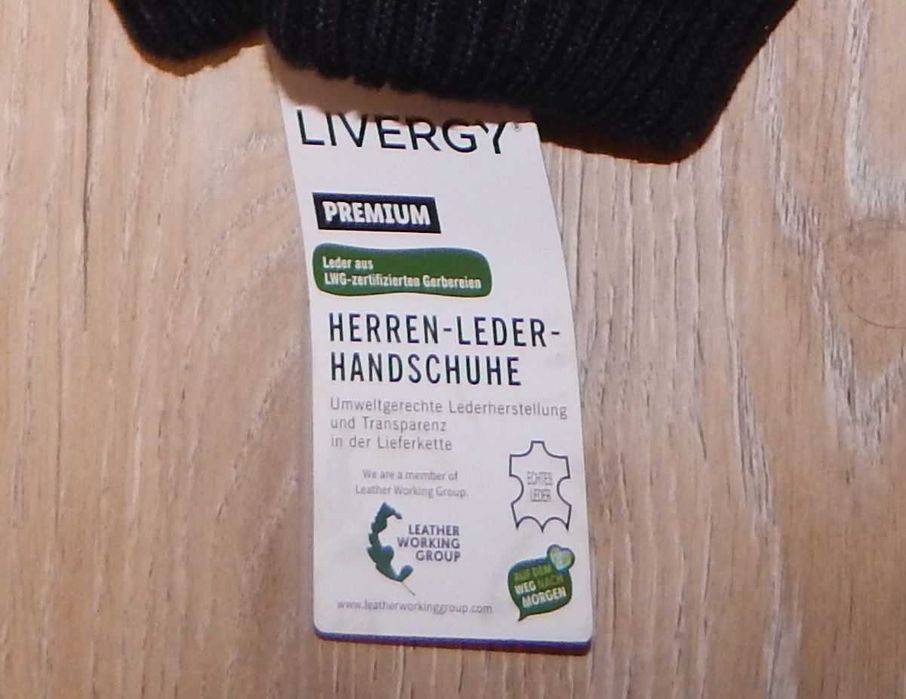 LIVERGY®
PREMIUM
Leder aus
LWG-zertifizierten Gerbereien
HERREN-LEDER-
HANDSCHUHE
Umweltgerechte Lederherstellung
und Transparenz
in der Lieferkette
We are a member of
Leather Working Group.
LEATHER
WORKING
GROUP
www.leatherworkinggroup.com
ECHTES
LEDER
AUF DEM
WEG NACH
MORGEN